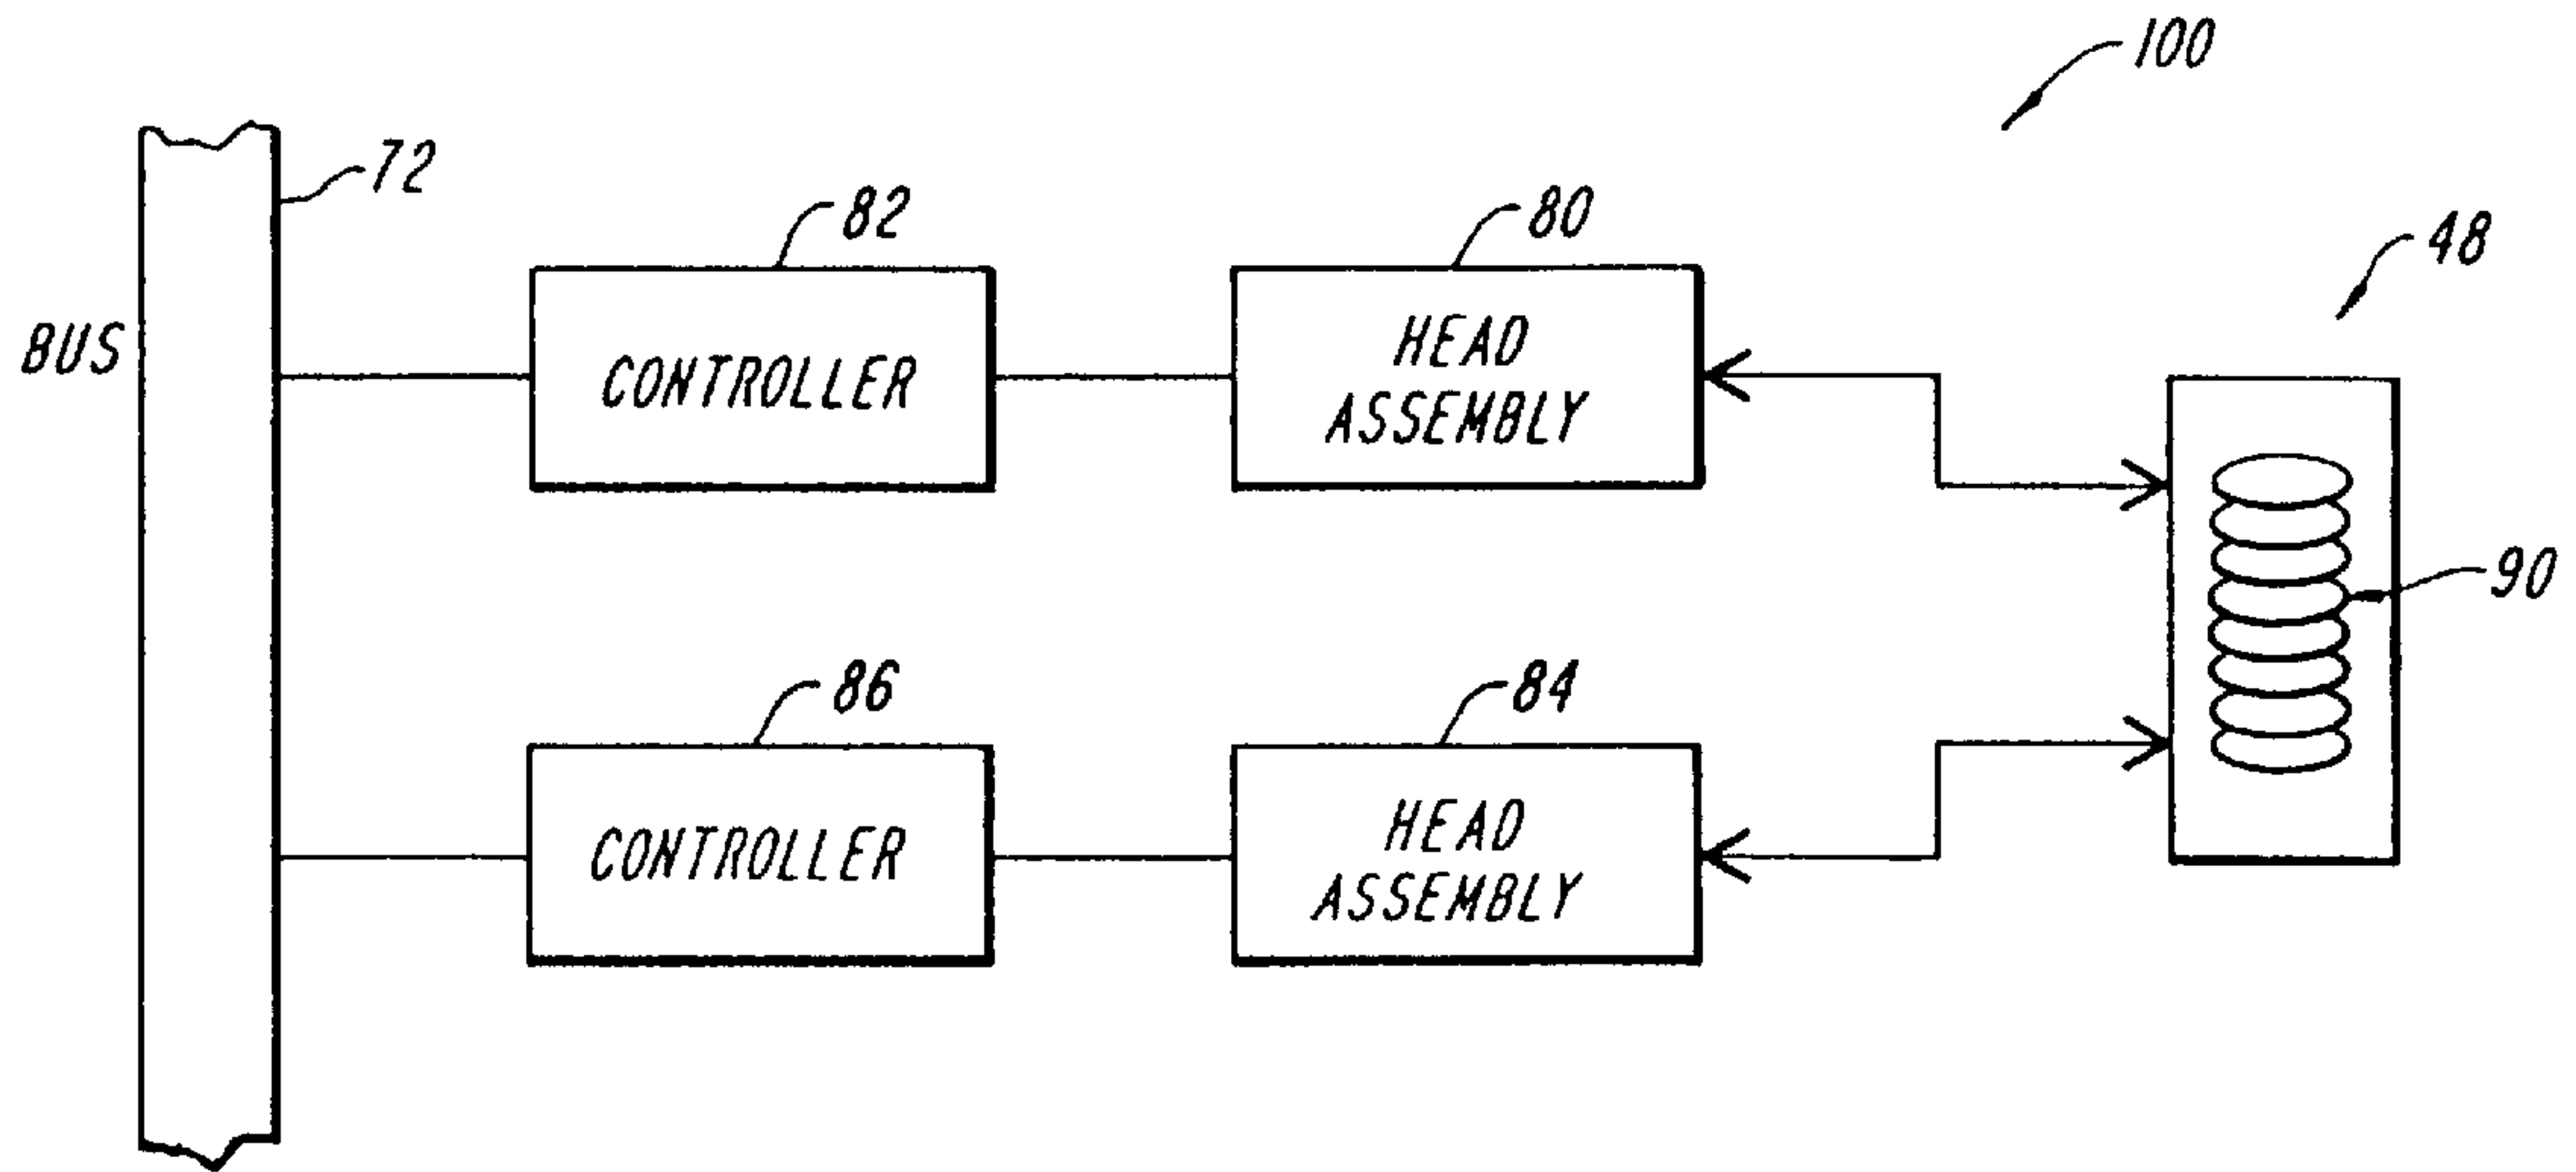 100
72
82
80
48
BUS
CONTROLLER
HEAD
ASSEMBLY
90
86
84
CONTROLLER
HEAD
ASSEMBLY